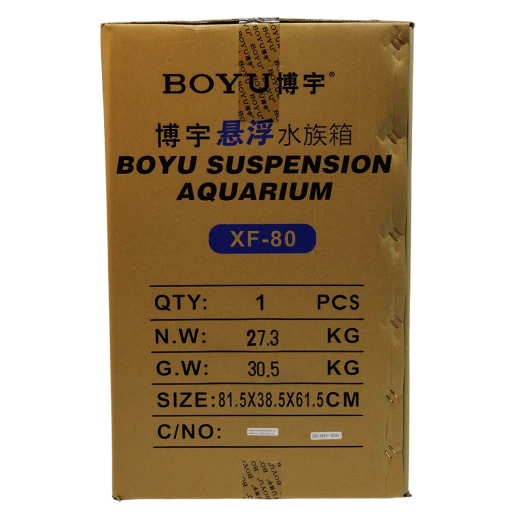 BOYU博宇®
博宇悬浮水族箱
BOYU SUSPENSION
AQUARIUM
XF-80
QTY: 1 PCS
N.W: 27.3 KG
G.W: 30.5 KG
SIZE: 81.5X38.5X61.5CM
C/NO: